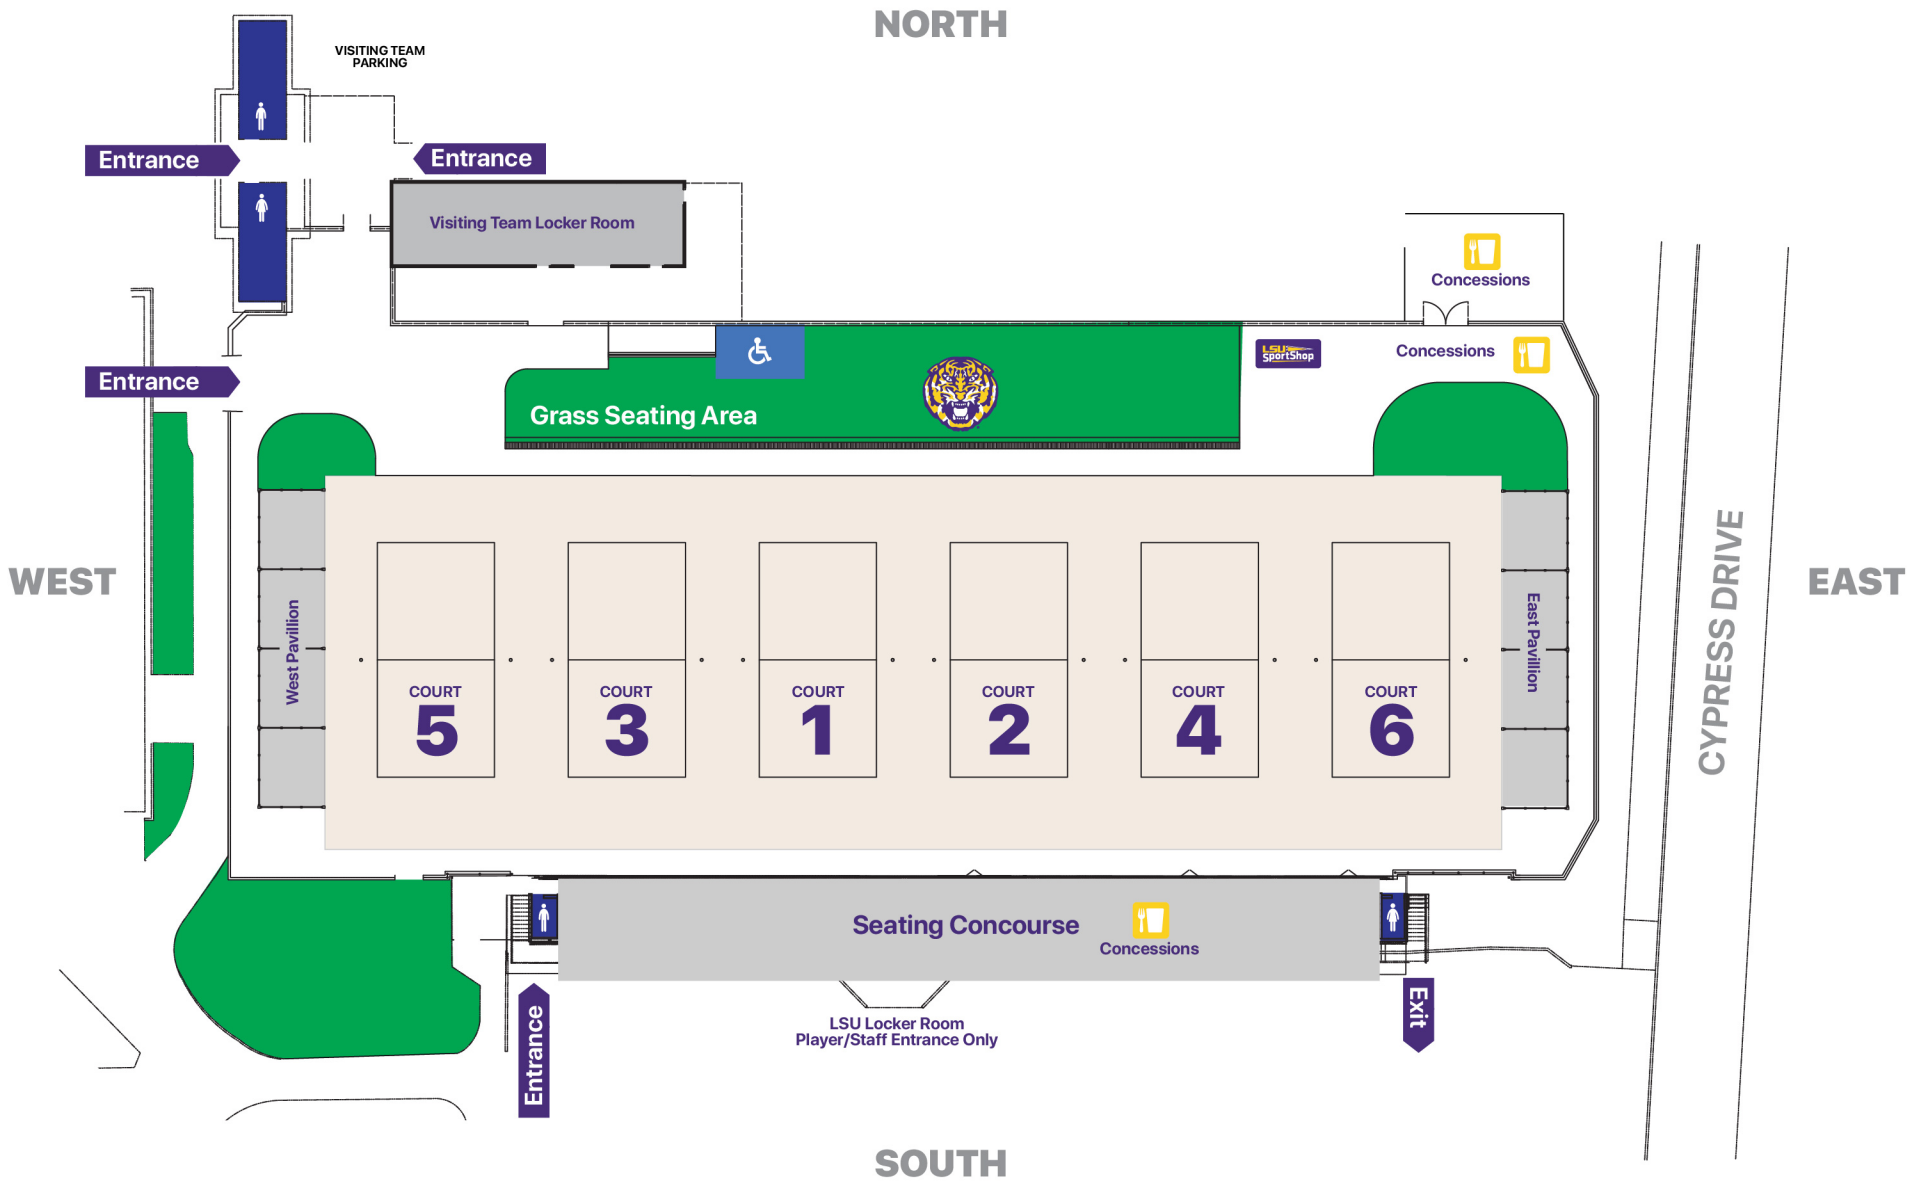 NORTH
VISITING TEAM
PARKING
Entrance
Entrance
Visiting Team Locker Room
Concessions
Entrance
LSU
SportShop
Concessions
Grass Seating Area
WEST
EAST
CYPRESS DRIVE
West Pavillion
East Pavillion
COURT
5
COURT
3
COURT
1
COURT
2
COURT
4
COURT
6
Seating Concourse
Concessions
Entrance
LSU Locker Room
Player/Staff Entrance Only
Exit
SOUTH